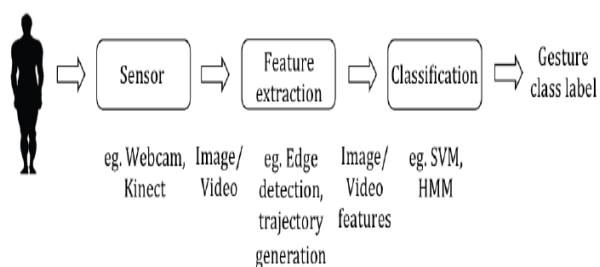 Sensor
Feature
extraction
Classification
Gesture
class label
eg. Webcam,
Kinect
Image/
Video
eg. Edge
detection,
trajectory
generation
Image/
Video
features
eg. SVM,
HMM